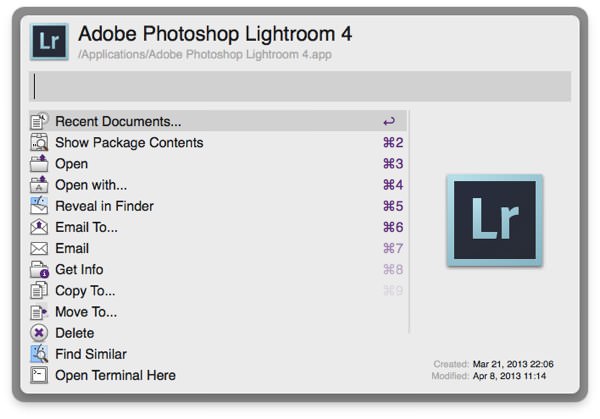 Lr
Adobe Photoshop Lightroom 4
/Applications/Adobe Photoshop Lightroom 4.app
Recent Documents... ↩
Show Package Contents ⌘2
Open ⌘3
Open with... ⌘4
Reveal in Finder ⌘5
Email To... ⌘6
Email ⌘7
Get Info ⌘8
Copy To... ⌘9
Move To...
Delete
Find Similar
Open Terminal Here
Lr
Created: Mar 21, 2013 22:06
Modified: Apr 8, 2013 11:14